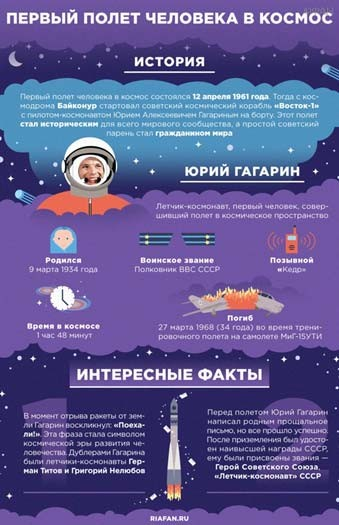 ПЕРВЫЙ ПОЛЕТ ЧЕЛОВЕКА В КОСМОС
ИСТОРИЯ
Первый полет человека в космос состоялся 12 апреля 1961 года. Тогда с кос-
модрома Байконур стартовал советский космический корабль «Восток-1»
с пилотом-космонавтом Юрием Алексеевичем Гагариным на борту. Этот полет
стал историческим для всего мирового сообщества, а простой советский
парень стал гражданином мира
ЮРИЙ ГАГАРИН
Летчик-космонавт, первый человек, совер-
шивший полет в космическое пространство
Родился
9 марта 1934 года
Воинское звание
Полковник ВВС СССР
Позывной
«Кедр»
Время в космосе
1 час 48 минут
Погиб
27 марта 1968 (34 года) во время трени-
ровочного полета на самолете МиГ-15УТИ
ИНТЕРЕСНЫЕ ФАКТЫ
В момент отрыва ракеты от зем-
ли Гагарин воскликнул: «Поеха-
ли!». Эта фраза стала символом
космической эры развития че-
ловечества. Дублерами Гагарина
были летчики-космонавты Гер-
ман Титов и Григорий Нелюбов
Перед полетом Юрий Гагарин
написал родным прощальное
письмо, но все прошло успешно.
После приземления был удосто-
ен наивысшей награды СССР,
ему были присвоены звания —
Герой Советского Союза,
«Летчик-космонавт» СССР
RIAFAN.RU